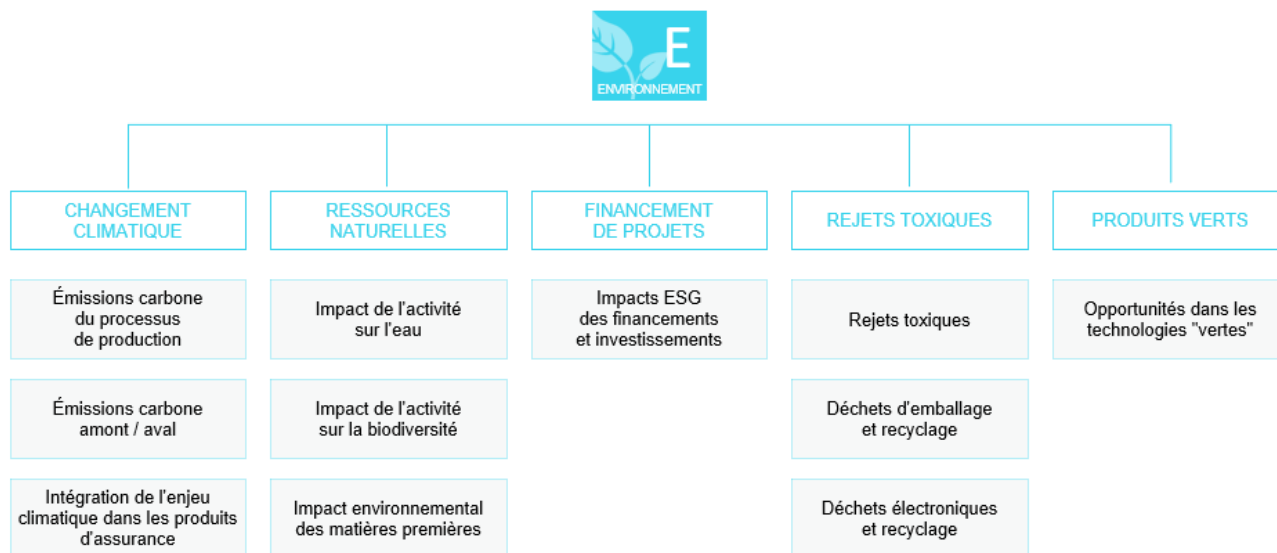 E
ENVIRONNEMENT
CHANGEMENT
CLIMATIQUE
RESSOURCES
NATURELLES
FINANCEMENT
DE PROJETS
REJETS TOXIQUES
PRODUITS VERTS
Émissions carbone
du processus
de production
Impact de l'activité
sur l'eau
Impacts ESG
des financements
et investissements
Rejets toxiques
Opportunités dans les
technologies "vertes"
Émissions carbone
amont / aval
Impact de l'activité
sur la biodiversité
Déchets d'emballage
et recyclage
Intégration de l'enjeu
climatique dans les produits
d'assurance
Impact environnemental
des matières premières
Déchets électroniques
et recyclage